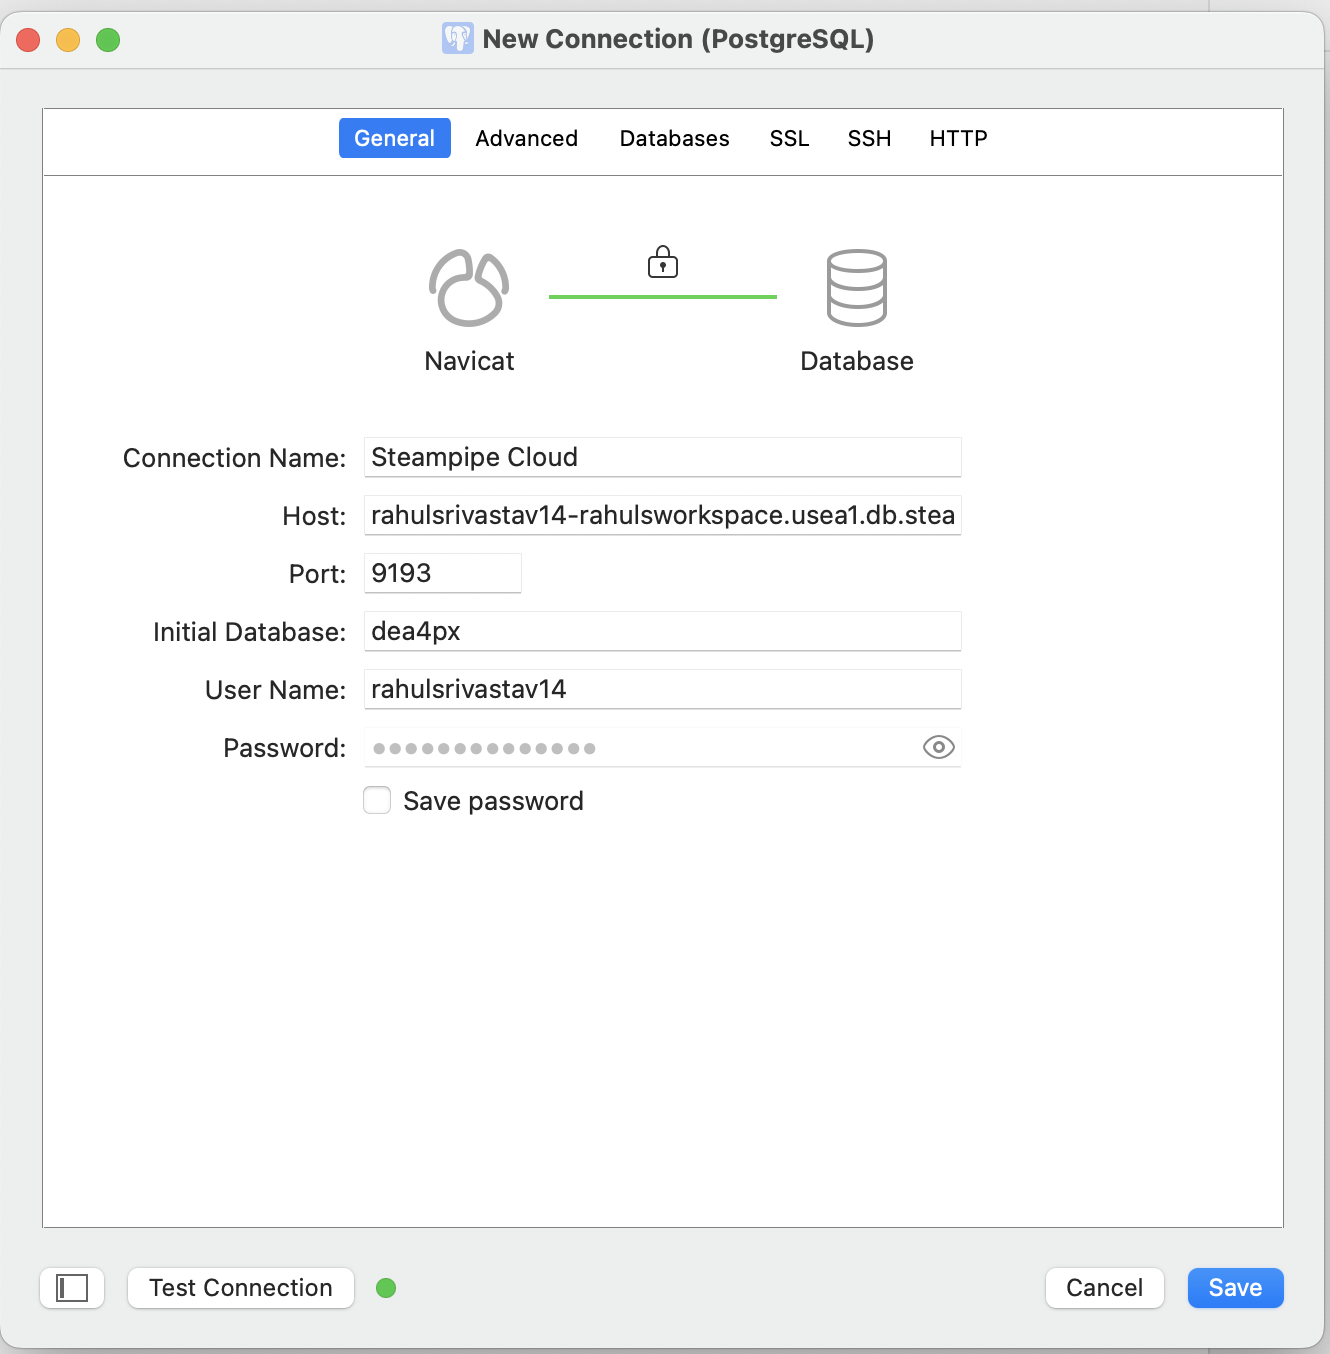 New Connection (PostgreSQL)
General Advanced Databases SSL SSH HTTP
Navicat Database
Connection Name: Steampipe Cloud
Host: rahulsrivastav14-rahulsworkspace.usea1.db.stea
Port: 9193
Initial Database: dea4px
User Name: rahulsrivastav14
Password: ••••••••••••••
Save password
Test Connection Cancel Save